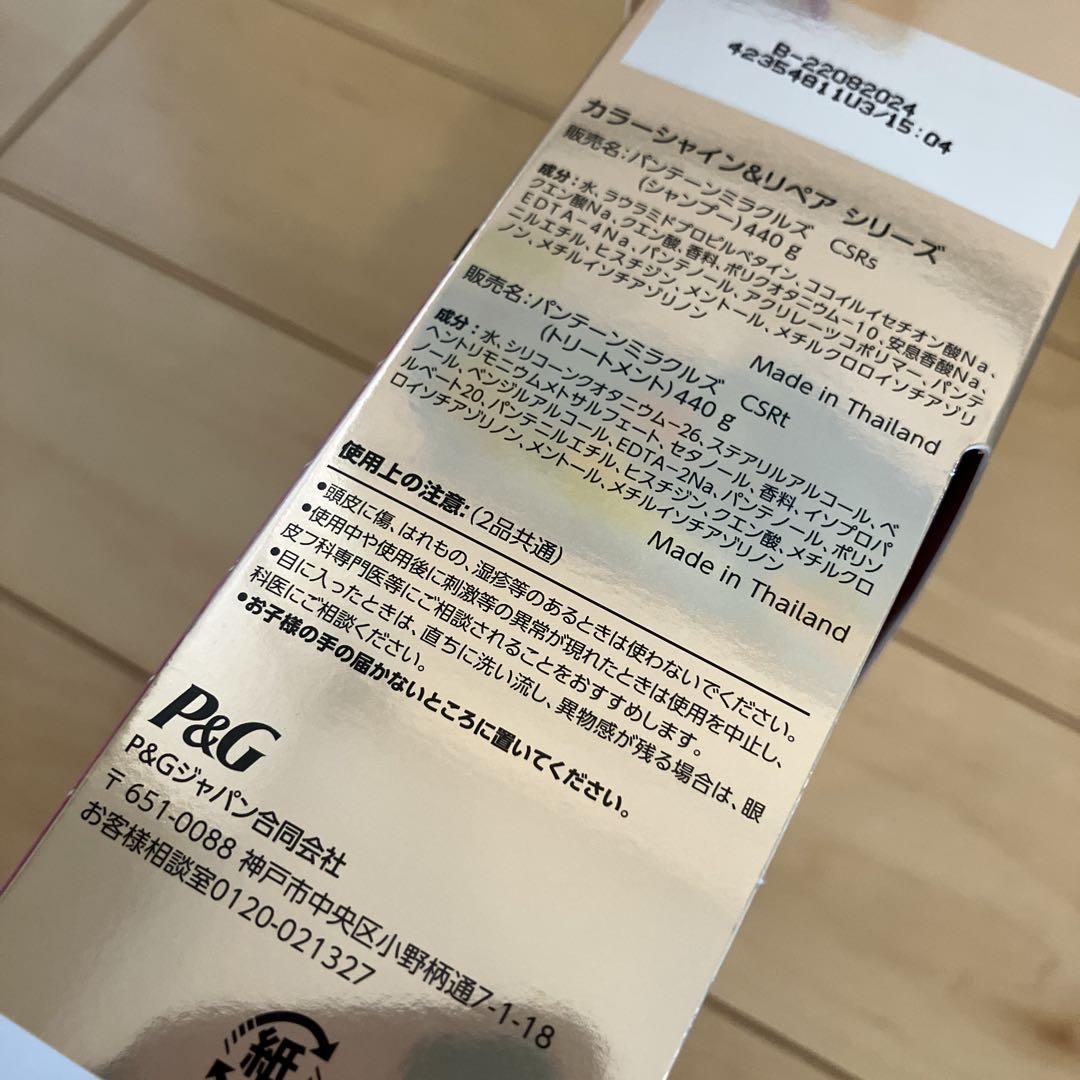 B-22082024
42354811U3/15:04
カラーシャイン&リペア シリーズ
販売名:パンテーンミラクルズ CSRs
(シャンプー)440g
成分:水、ラウラミドプロピルベタイン、ココイルイセチオン酸Na、
クエン酸Na、クエン酸、香料、ポリクオタニウム-10、安息香酸Na、
EDTA-4Na、パンテノール、アクリレーツコポリマー、パンテ
ニルエチル、ヒスチジン、メントール、メチルクロロイソチアゾリ
ノン、メチルイソチアゾリノン
Made in Thailand
販売名:パンテーンミラクルズ CSRt
(トリートメント)440g
成分:水、シリコーンクオタニウム-26、ステアリルアルコール、ベ
ヘントリモニウムメトサルフェート、セタノール、香料、イソプロパ
ノール、ベンジルアルコール、EDTA-2Na、パンテノール、ポリソ
ルベート20、パンテニールエチル、ヒスチジン、クエン酸、メチルクロ
ロイソチアゾリノン、メントール、メチルイソチアゾリノン
Made in Thailand
使用上の注意:(2品共通)
●頭皮に傷、はれもの、湿疹等のあるときは使わないでください。
●使用中や使用後に刺激等の異常が現れたときは使用を中止し、
皮フ科専門医等にご相談されることをおすすめします。
●目に入ったときは、直ちに洗い流し、異物感が残る場合は、眼
科医にご相談ください。
●お子様の手の届かないところに置いてください。
P&G
P&Gジャパン合同会社
〒651-0088 神戸市中央区小野柄通7-1-18
お客様相談室0120-021327
紙